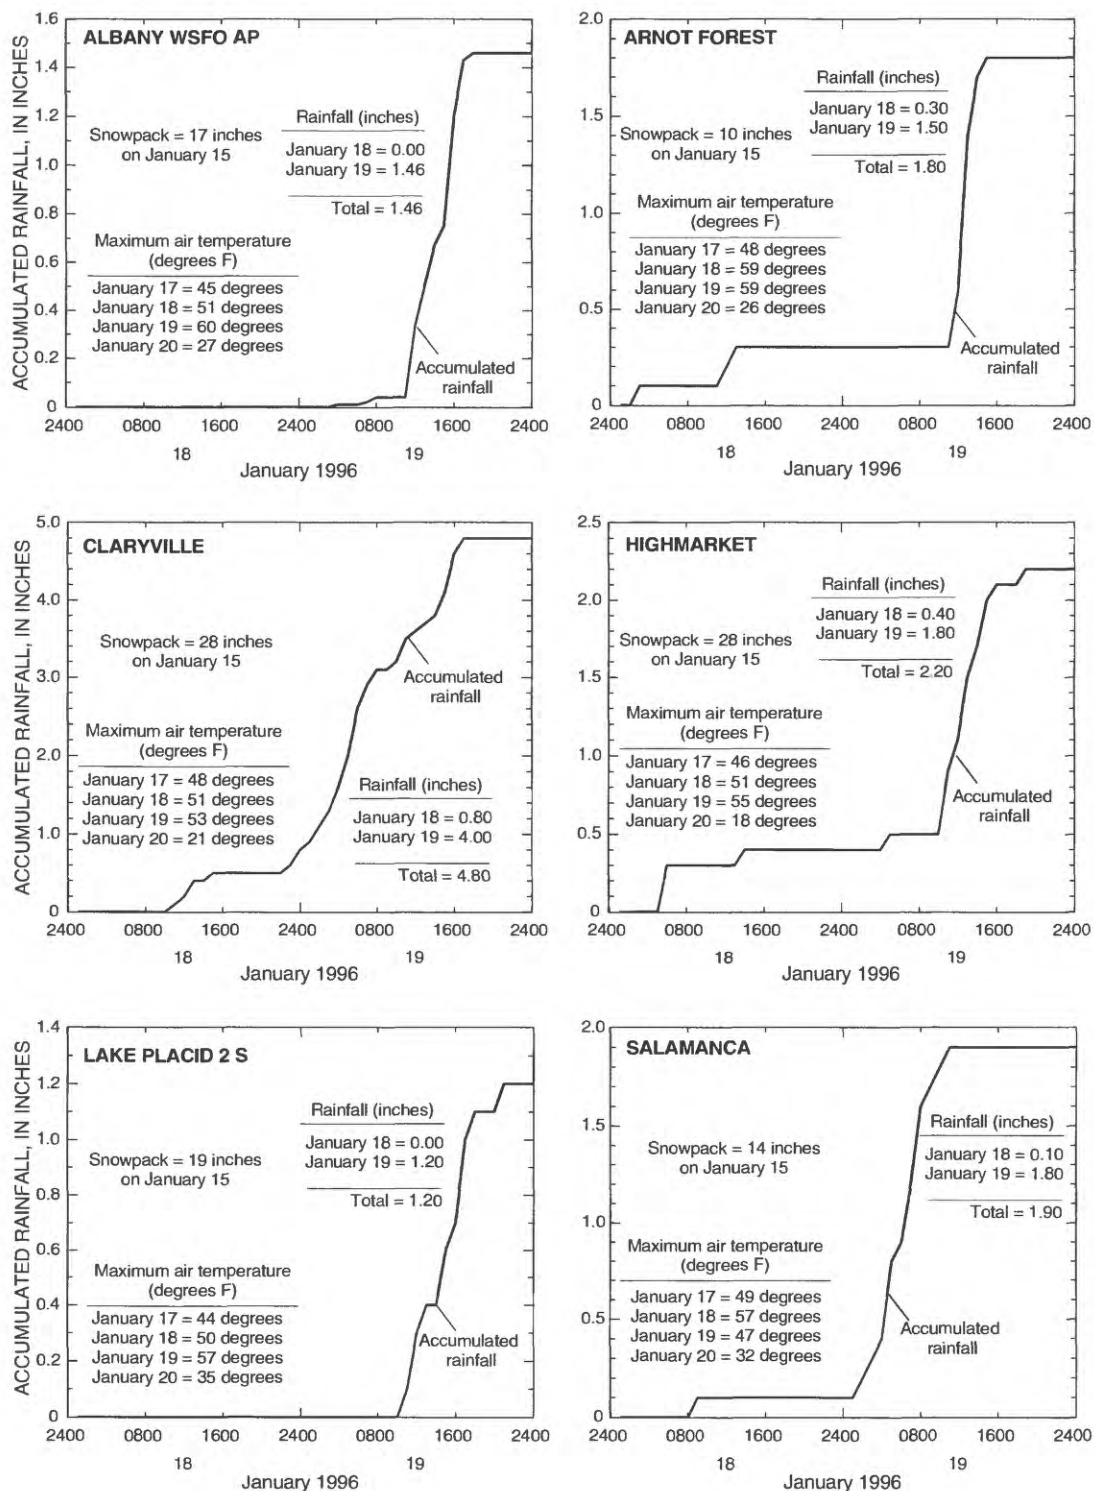 ACCUMULATED RAINFALL, IN INCHES
1.6
1.4
1.2
1.0
0.8
0.6
0.4
0.2
0
ALBANY WSFO AP
Snowpack = 17 inches
on January 15
Rainfall (inches)
January 18 = 0.00
January 19 = 1.46
Total = 1.46
Maximum air temperature
(degrees F)
January 17 = 45 degrees
January 18 = 51 degrees
January 19 = 60 degrees
January 20 = 27 degrees
Accumulated
rainfall
2400 0800 1600 2400 0800 1600 2400
18 19
January 1996
2.0
1.5
1.0
0.5
0
ARNOT FOREST
Rainfall (inches)
January 18 = 0.30
January 19 = 1.50
Total = 1.80
Snowpack = 10 inches
on January 15
Maximum air temperature
(degrees F)
January 17 = 48 degrees
January 18 = 59 degrees
January 19 = 59 degrees
January 20 = 26 degrees
Accumulated
rainfall
2400 0800 1600 2400 0800 1600 2400
18 19
January 1996
ACCUMULATED RAINFALL, IN INCHES
5.0
4.0
3.0
2.0
1.0
0
CLARYVILLE
Snowpack = 28 inches
on January 15
Accumulated
rainfall
Maximum air temperature
(degrees F)
January 17 = 48 degrees
January 18 = 51 degrees
January 19 = 53 degrees
January 20 = 21 degrees
Rainfall (inches)
January 18 = 0.80
January 19 = 4.00
Total = 4.80
2400 0800 1600 2400 0800 1600 2400
18 19
January 1996
2.5
2.0
1.5
1.0
0.5
0
HIGHMARKET
Rainfall (inches)
January 18 = 0.40
January 19 = 1.80
Total = 2.20
Snowpack = 28 inches
on January 15
Maximum air temperature
(degrees F)
January 17 = 46 degrees
January 18 = 51 degrees
January 19 = 55 degrees
January 20 = 18 degrees
Accumulated
rainfall
2400 0800 1600 2400 0800 1600 2400
18 19
January 1996
ACCUMULATED RAINFALL, IN INCHES
1.4
1.2
1.0
0.8
0.6
0.4
0.2
0
LAKE PLACID 2 S
Rainfall (inches)
January 18 = 0.00
January 19 = 1.20
Total = 1.20
Snowpack = 19 inches
on January 15
Maximum air temperature
(degrees F)
January 17 = 44 degrees
January 18 = 50 degrees
January 19 = 57 degrees
January 20 = 35 degrees
Accumulated
rainfall
2400 0800 1600 2400 0800 1600 2400
18 19
January 1996
2.0
1.5
1.0
0.5
0
SALAMANCA
Snowpack = 14 inches
on January 15
Rainfall (inches)
January 18 = 0.10
January 19 = 1.80
Total = 1.90
Maximum air temperature
(degrees F)
January 17 = 49 degrees
January 18 = 57 degrees
January 19 = 47 degrees
January 20 = 32 degrees
Accumulated
rainfall
2400 0800 1600 2400 0800 1600 2400
18 19
January 1996